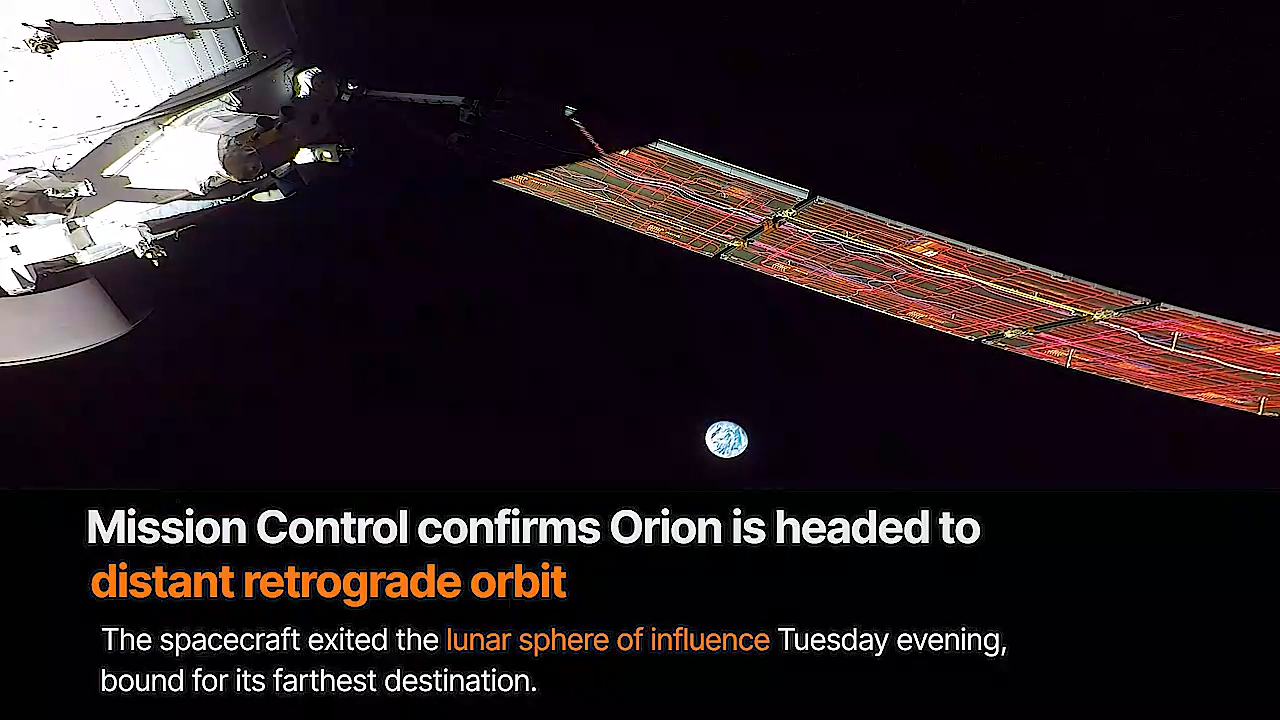 Mission Control confirms Orion is headed to
distant retrograde orbit
The spacecraft exited the lunar sphere of influence Tuesday evening,
bound for its farthest destination.